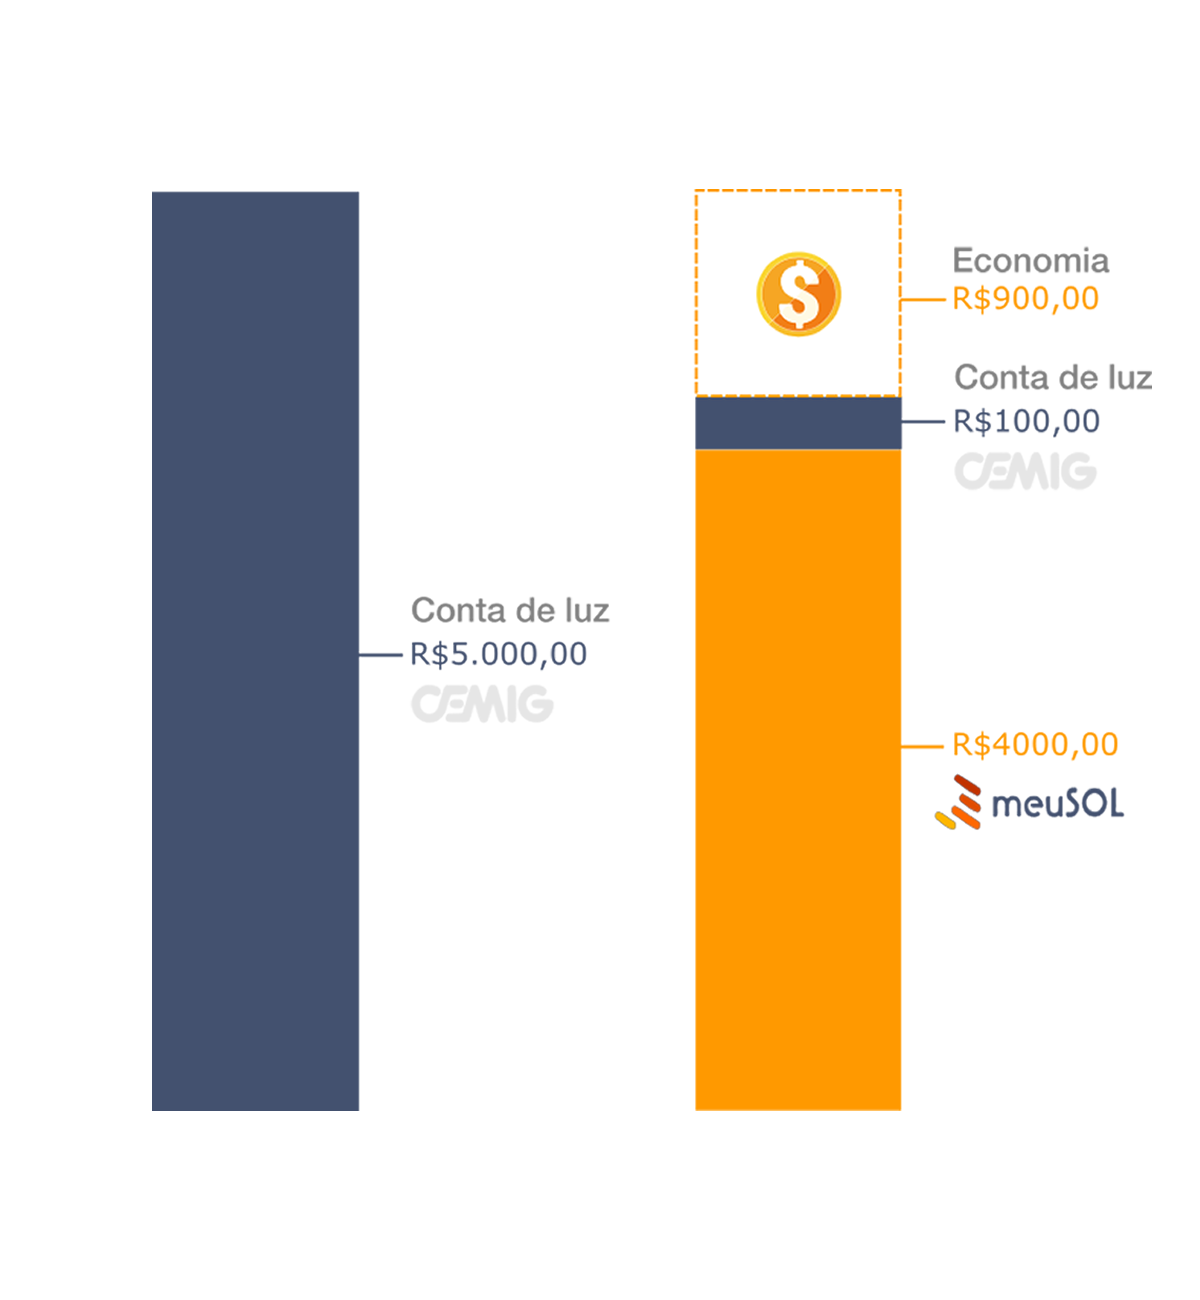 Conta de luz
R$5.000,00
CEMIG
Economia
R$900,00
Conta de luz
R$100,00
CEMIG
R$4000,00
meuSOL